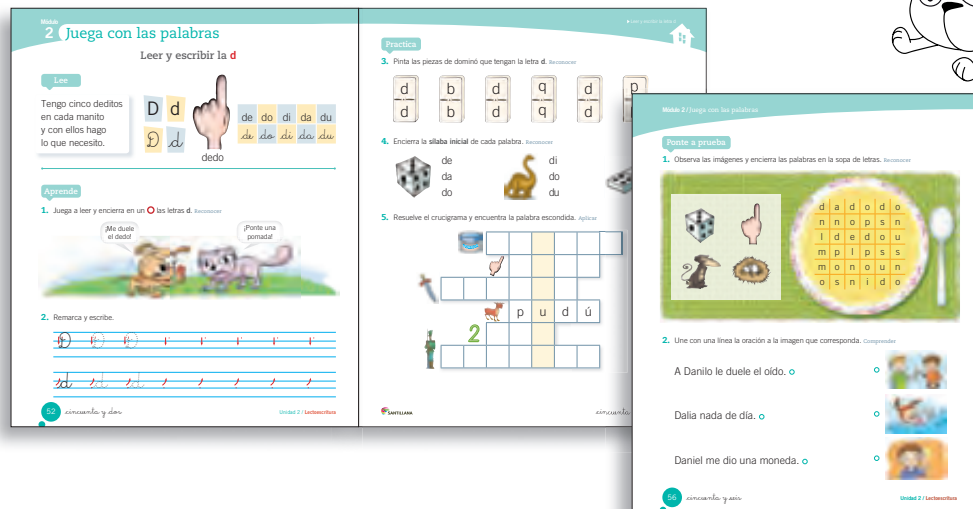 Módulo
2 Juega con las palabras
Leer y escribir la d
Lee
Tengo cinco deditos
en cada manito
y con ellos hago
lo que necesito.
D d
D d
dedo
de do di da du
de do di da du
Aprende
1. Juega a leer y encierra en un O las letras d. Reconocer
¡Me duele
el dedo!
¡Ponte una
pomada!
2. Remarca y escribe.
D D D
d d d
52 cincuenta y dos
Unidad 2 / Lectoescritura
Practica
3. Pinta las piezas de dominó que tengan la letra d. Reconocer
d b d q d p
d d d q d
4. Encierra la sílaba inicial de cada palabra. Reconocer
de
da
do
di
do
du
5. Resuelve el crucigrama y encuentra la palabra escondida. Aplicar
p u d ú
2
SANTILLANA
cincuenta
Módulo 2 / Juega con las palabras
Ponte a prueba
1. Observa las imágenes y encierra las palabras en la sopa de letras. Reconocer
d a d o d o
n n o p s n
l d e d o u
m p l p s s
m o n o u n
o s n i d o
2. Une con una línea la oración a la imagen que corresponda. Comprender
A Danilo le duele el oído.
Dalia nada de día.
Daniel me dio una moneda.
56 cincuenta y seis
Unidad 2 / Lectoescritura